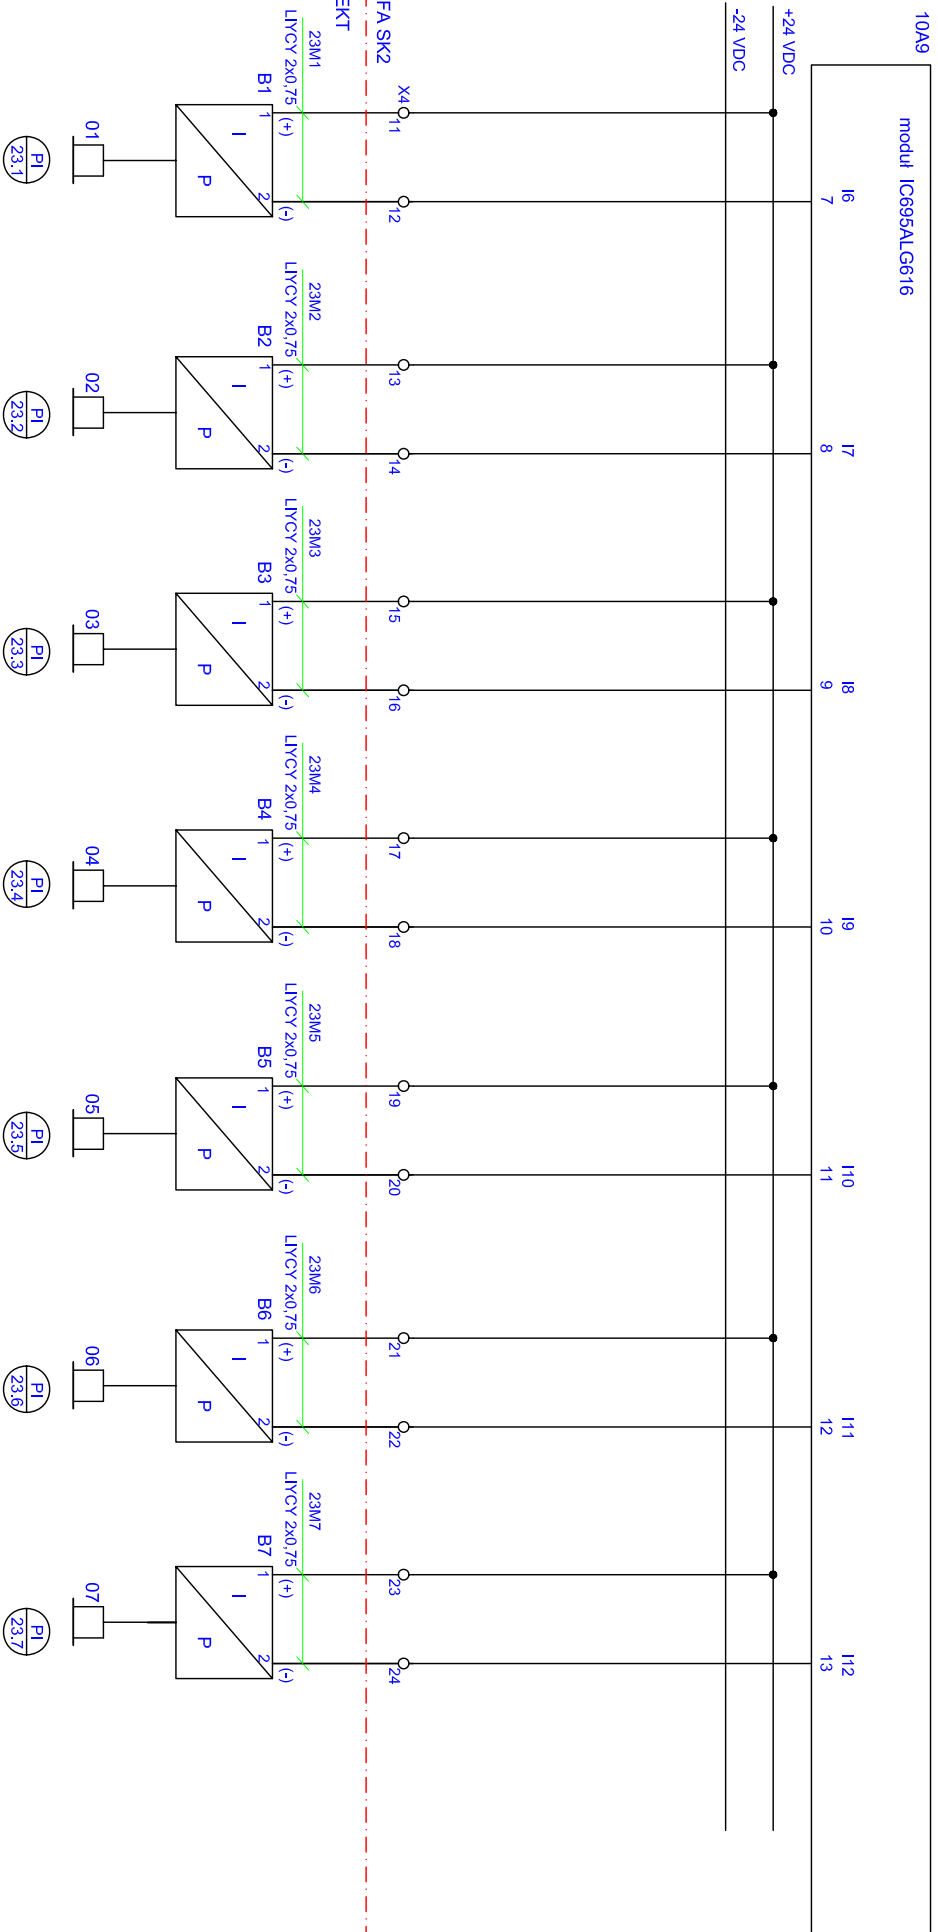 10A9
moduł IC695ALG616
I6
7
I7
8
I8
9
I9
10
I10
11
I11
12
I12
13
+24 VDC
-24 VDC
X4
11
12
13
14
15
16
17
18
19
20
21
22
23
24
FA SK2
EKT
23M1
LIYCY 2x0,75
23M2
LIYCY 2x0,75
23M3
LIYCY 2x0,75
23M4
LIYCY 2x0,75
23M5
LIYCY 2x0,75
23M6
LIYCY 2x0,75
23M7
LIYCY 2x0,75
B1
1
(+)
2
(-)
I
P
B2
1
(+)
2
(-)
I
P
B3
1
(+)
2
(-)
I
P
B4
1
(+)
2
(-)
I
P
B5
1
(+)
2
(-)
I
P
B6
1
(+)
2
(-)
I
P
B7
1
(+)
2
(-)
I
P
01
02
03
04
05
06
07
PI
23.1
PI
23.2
PI
23.3
PI
23.4
PI
23.5
PI
23.6
PI
23.7